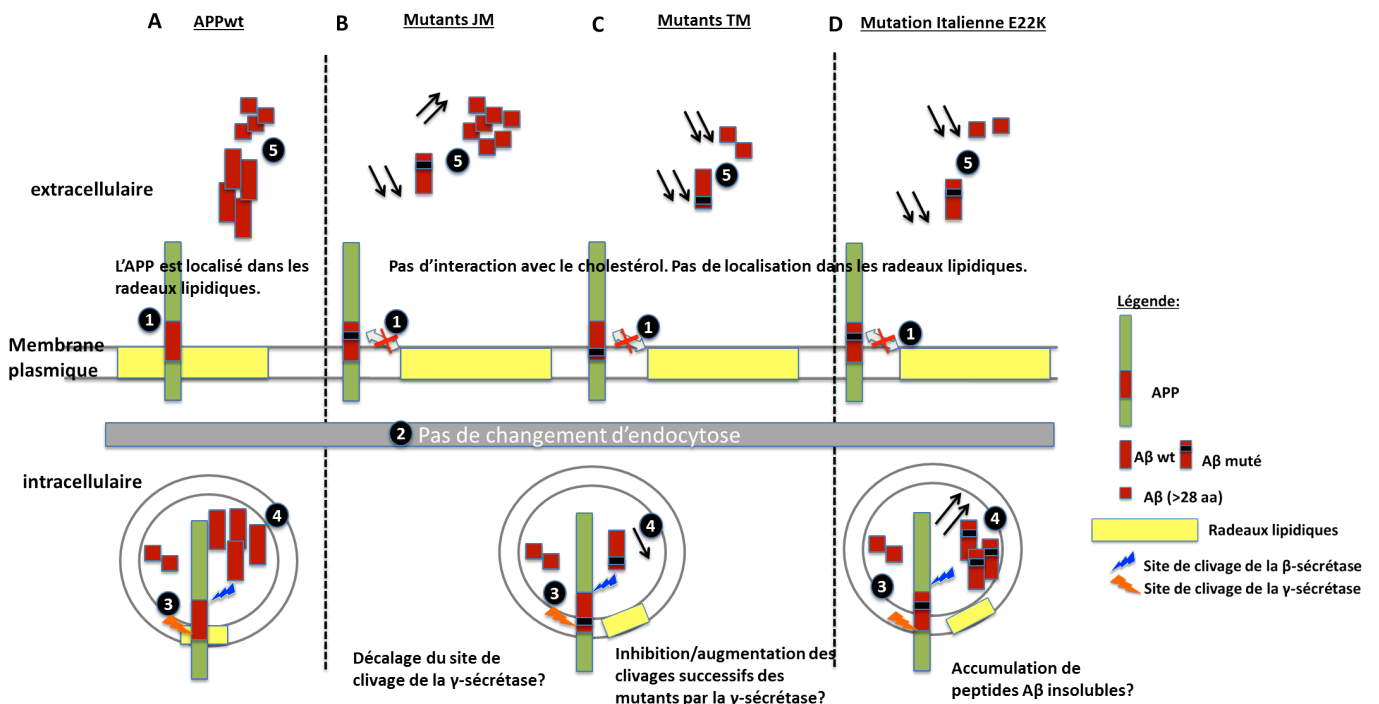 A APPwt
B Mutants JM
C Mutants TM
D Mutation Italienne E22K
5
5
5
5
extracellulaire
L’APP est localisé dans les
radeaux lipidiques.
Pas d’interaction avec le cholestérol. Pas de localisation dans les radeaux lipidiques.
1
1
1
1
Membrane
plasmique
2 Pas de changement d’endocytose
intracellulaire
4
3
4
3
4
3
Décalage du site de
clivage de la γ-sécrétase?
Inhibition/augmentation des
clivages successifs des
mutants par la γ-sécrétase?
Accumulation de
peptides Aβ insolubles?
Légende:
APP
Aβ wt
Aβ muté
Aβ (>28 aa)
Radeaux lipidiques
Site de clivage de la β-sécrétase
Site de clivage de la γ-sécrétase